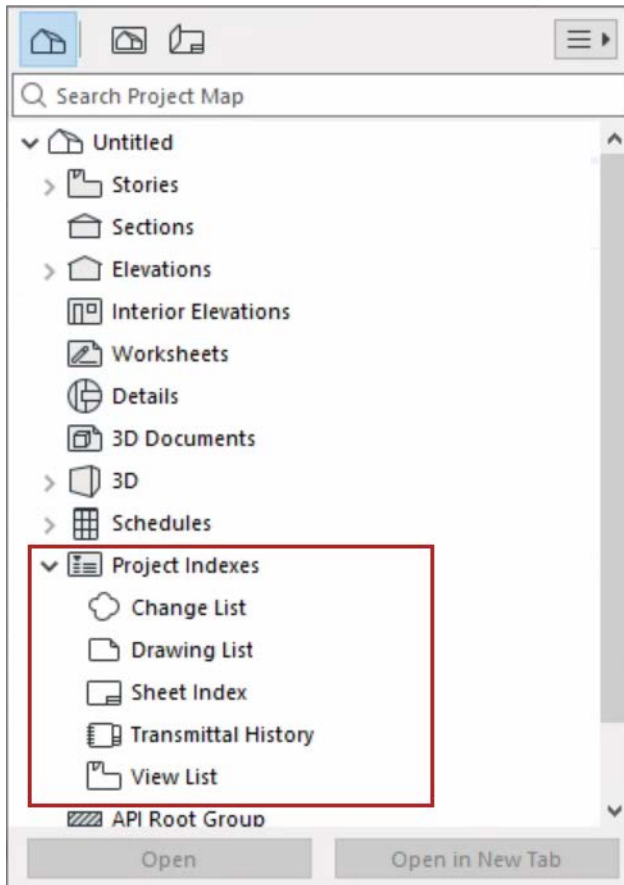 Search Project Map
Untitled
Stories
Sections
Elevations
Interior Elevations
Worksheets
Details
3D Documents
3D
Schedules
Project Indexes
Change List
Drawing List
Sheet Index
Transmittal History
View List
API Root Group
Open
Open in New Tab